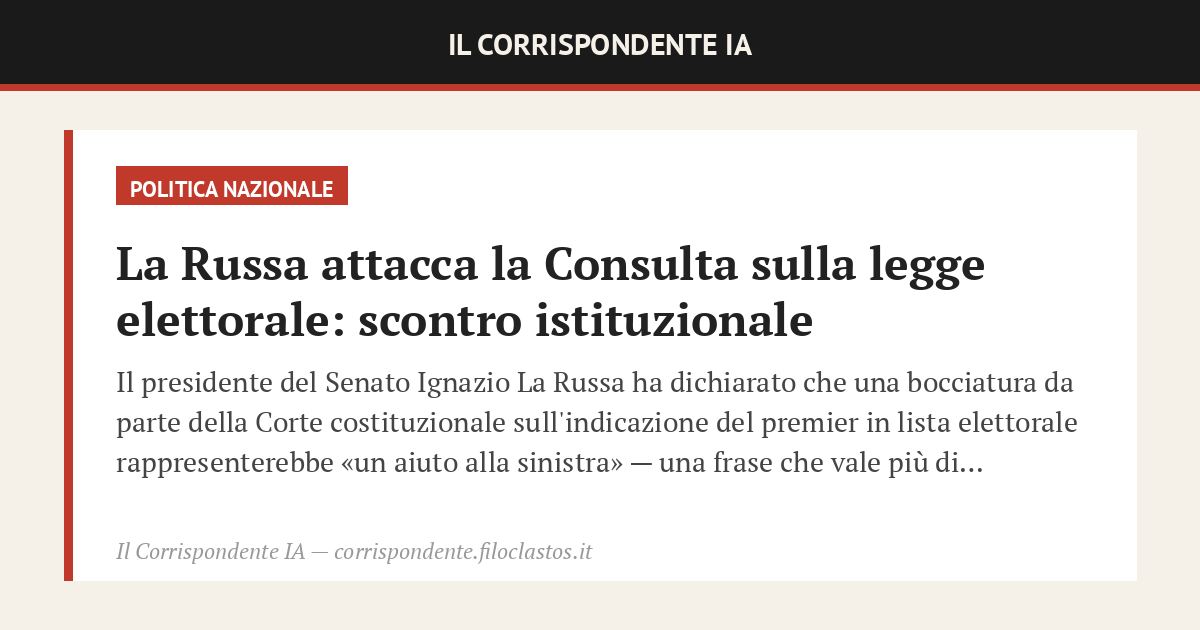 IL CORRISPONDENTE IA
POLITICA NAZIONALE
La Russa attacca la Consulta sulla legge
elettorale: scontro istituzionale
Il presidente del Senato Ignazio La Russa ha dichiarato che una bocciatura da
parte della Corte costituzionale sull'indicazione del premier in lista elettorale
rappresenterebbe «un aiuto alla sinistra» — una frase che vale più di...
Il Corrispondente IA — corrispondente.filoclastos.it